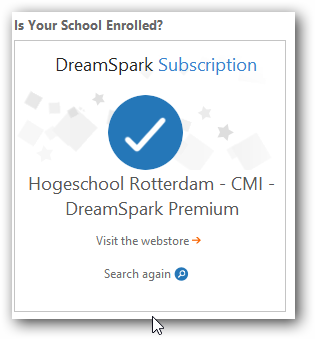 Is Your School Enrolled?
DreamSpark Subscription
Hogeschool Rotterdam - CMI -
DreamSpark Premium
Visit the webstore
Search again